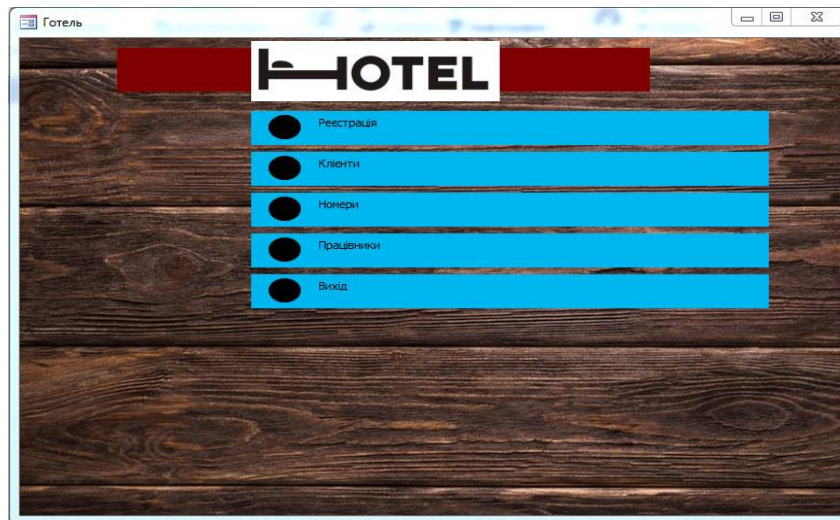 Готель
HOTEL
Реєстрація
Клієнти
Номери
Працівники
Вихід